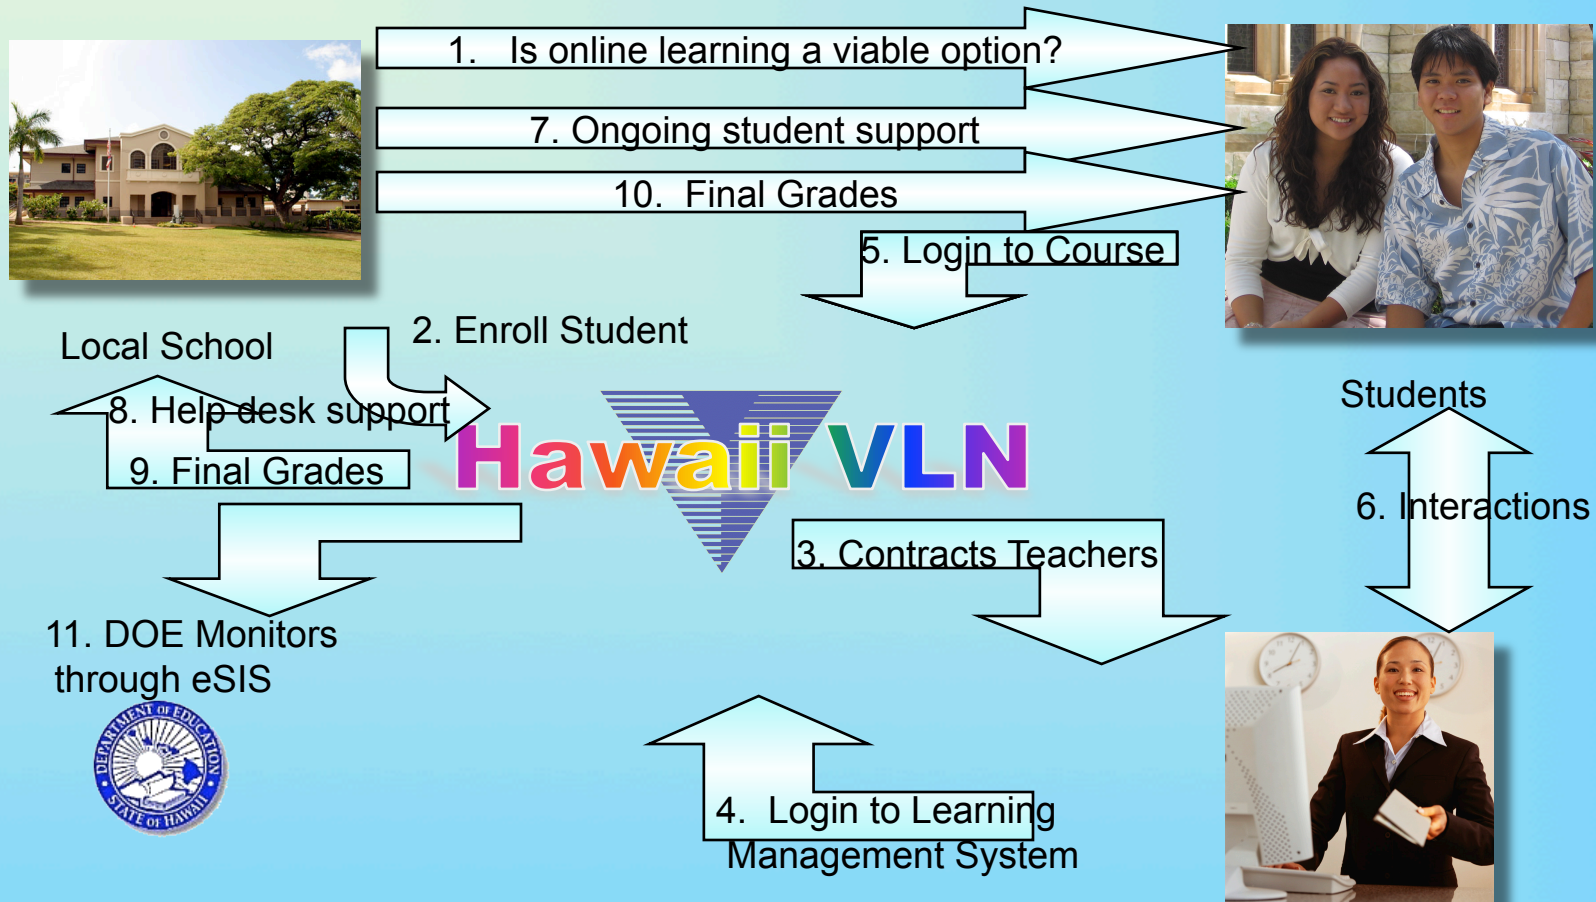 1. Is online learning a viable option?
7. Ongoing student support
10. Final Grades
5. Login to Course
2. Enroll Student
Local School
8. Help desk support
9. Final Grades
Hawaii VLN
Students
6. Interactions
3. Contracts Teachers
11. DOE Monitors
through eSIS
DEPARTMENT OF EDUCATION
STATE OF HAWAII
4. Login to Learning
Management System